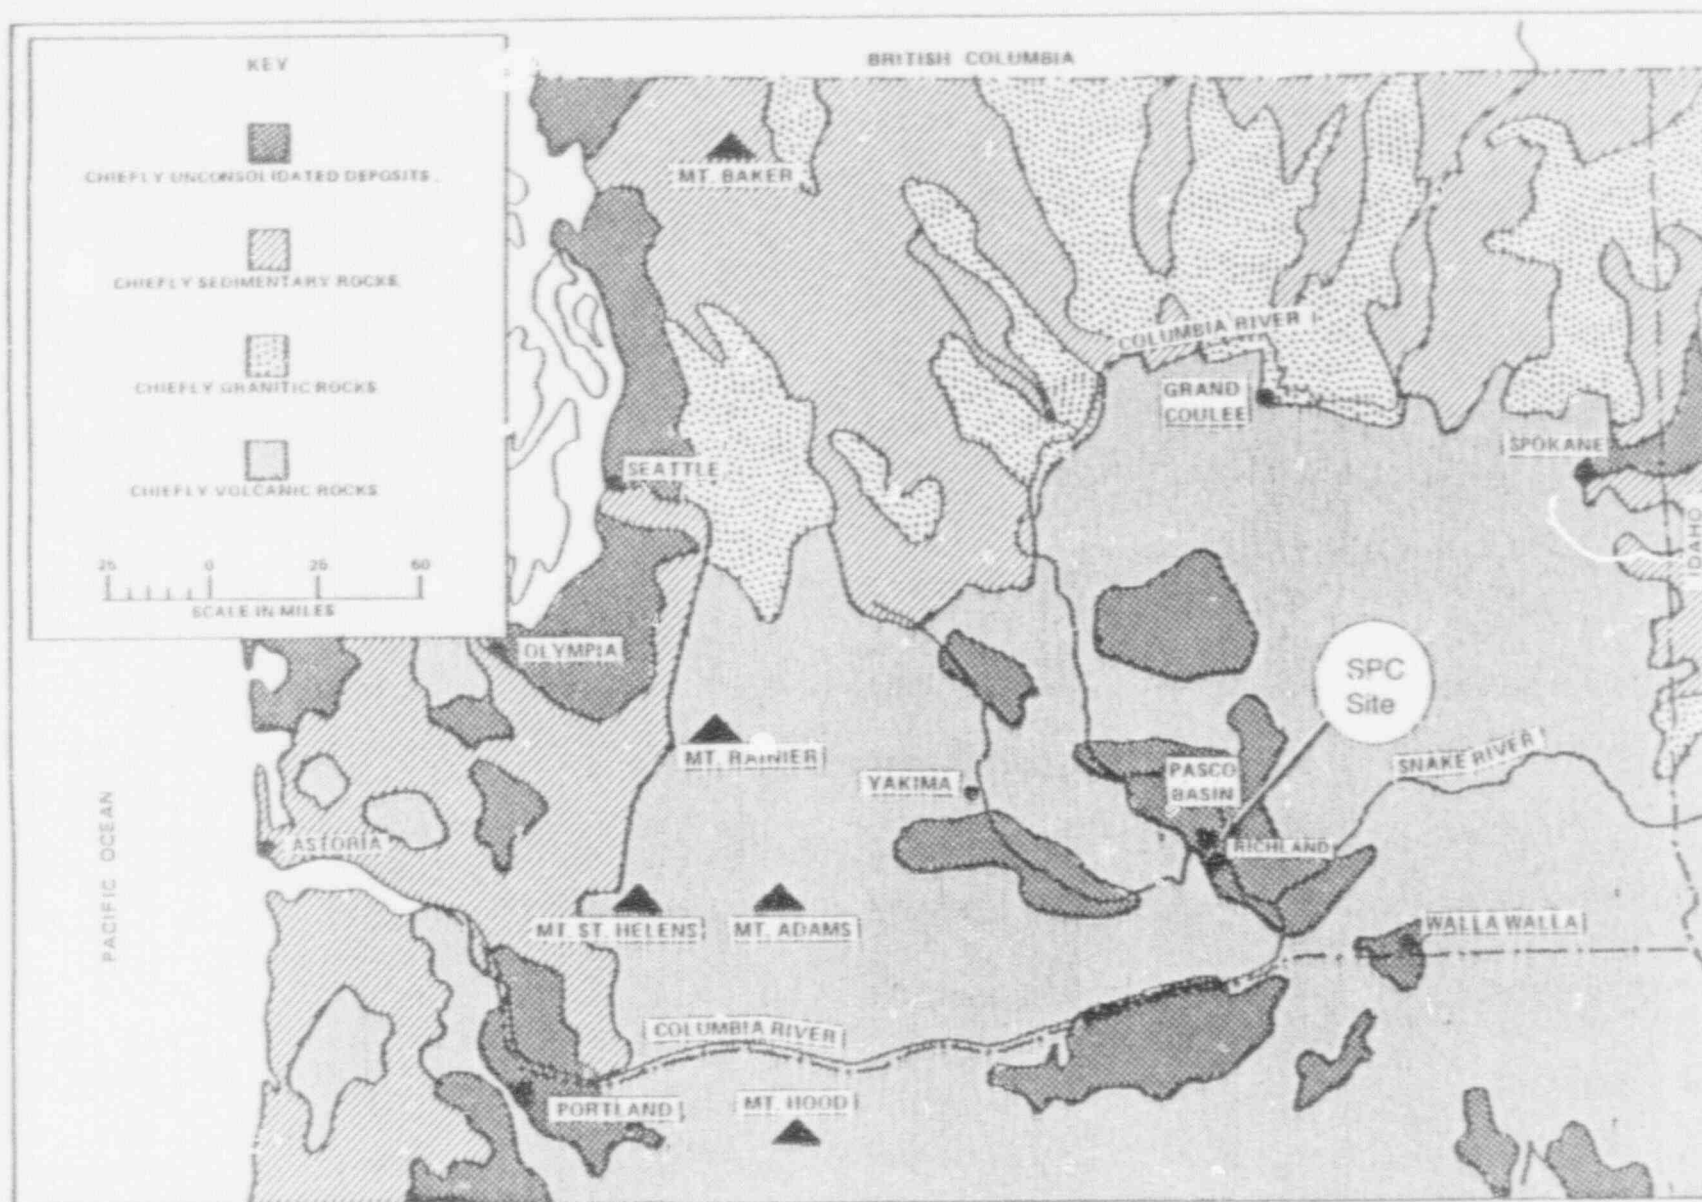 KEY
CHIEFLY UNCONSOLIDATED DEPOSITS
CHIEFLY SEDIMENTARY ROCKS
CHIEFLY GRANITIC ROCKS
CHIEFLY VOLCANIC ROCKS
25 0 25 60
SCALE IN MILES
BRITISH COLUMBIA
MT. BAKER
COLUMBIA RIVER
GRAND
COULEE
SPOKANE
SEATTLE
IDAHO
OLYMPIA
SPC
Site
MT. RAINIER
YAKIMA
PASCO
BASIN
SNAKE RIVER
PACIFIC OCEAN
ASTORIA
RICHLAND
MT. ST. HELENS
MT. ADAMS
WALLA WALLA
COLUMBIA RIVER
PORTLAND
MT. HOOD